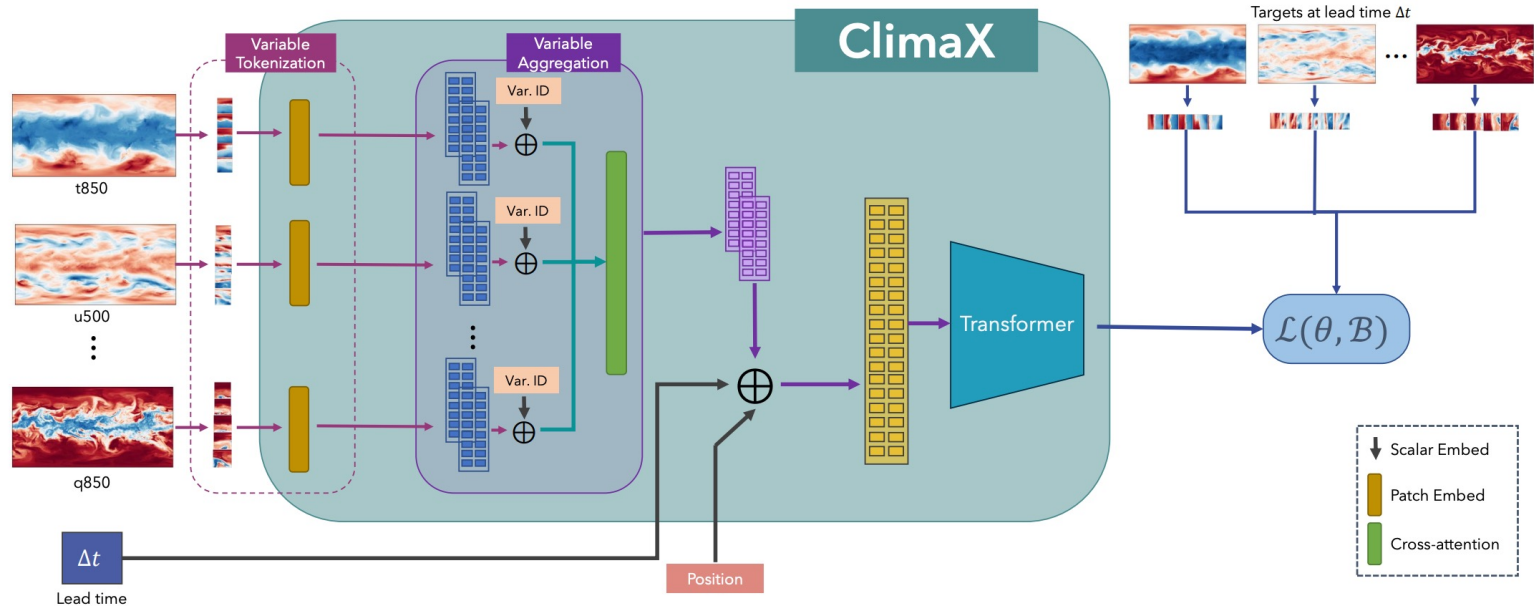 ClimaX
Targets at lead time Δt
Variable
Tokenization
Variable
Aggregation
Var. ID
t850
Var. ID
u500
Var. ID
q850
Transformer
ℒ(θ, ℬ)
Δt
Lead time
Position
Scalar Embed
Patch Embed
Cross-attention